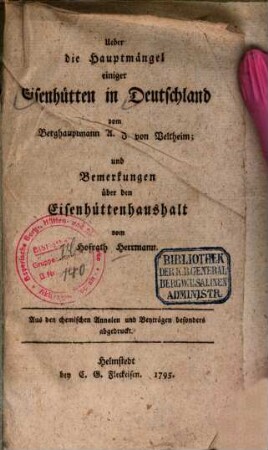 Ueber
die Hauptmängel
einiger
Eisenhütten in Deutschland
vom
Berghauptmann A. D von Veltheim;
und
Bemerkungen
über den
Eisenhüttenhaushalt
vom
Hofrath Herrmann.
BIBLIOTHEK
DER K.B. GENERAL
BERGW. U. SALINEN
ADMINISTR.
Aus den chemischen Annalen und Beyträgen besonders
abgedruckt.
Helmstedt
bey C. G. Fleckeisen. 1795.